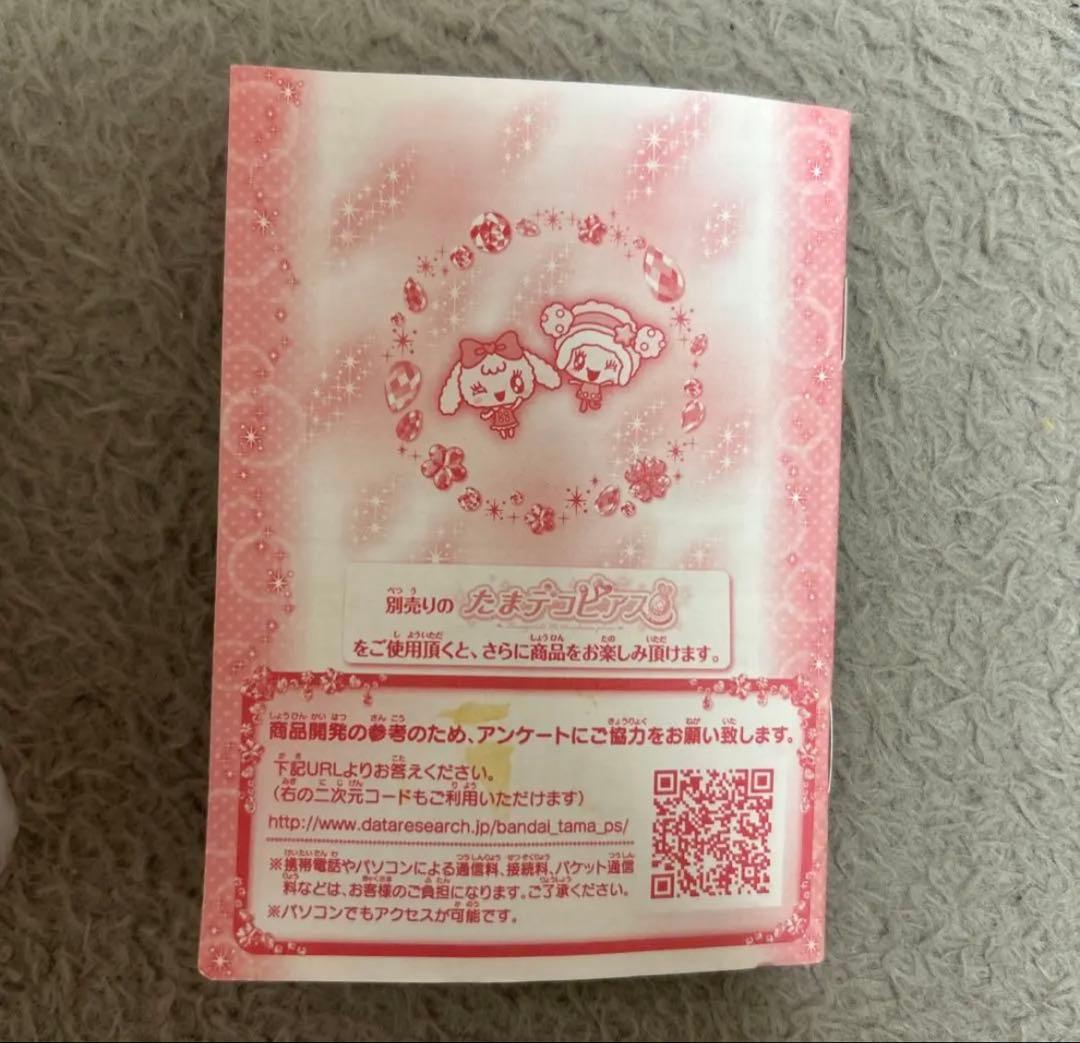 別売りの たまデコピアス
をご使用頂くと、さらに商品をお楽しみ頂けます。
商品開発の参考のため、アンケートにご協力をお願い致します。
下記URLよりお答えください。
(右の二次元コードもご利用いただけます)
http://www.dataresearch.jp/bandai_tama_ps/
※携帯電話やパソコンによる通信料、接続料、パケット通信
料などは、お客様のご負担になります。ご了承ください。
※パソコンでもアクセスが可能です。